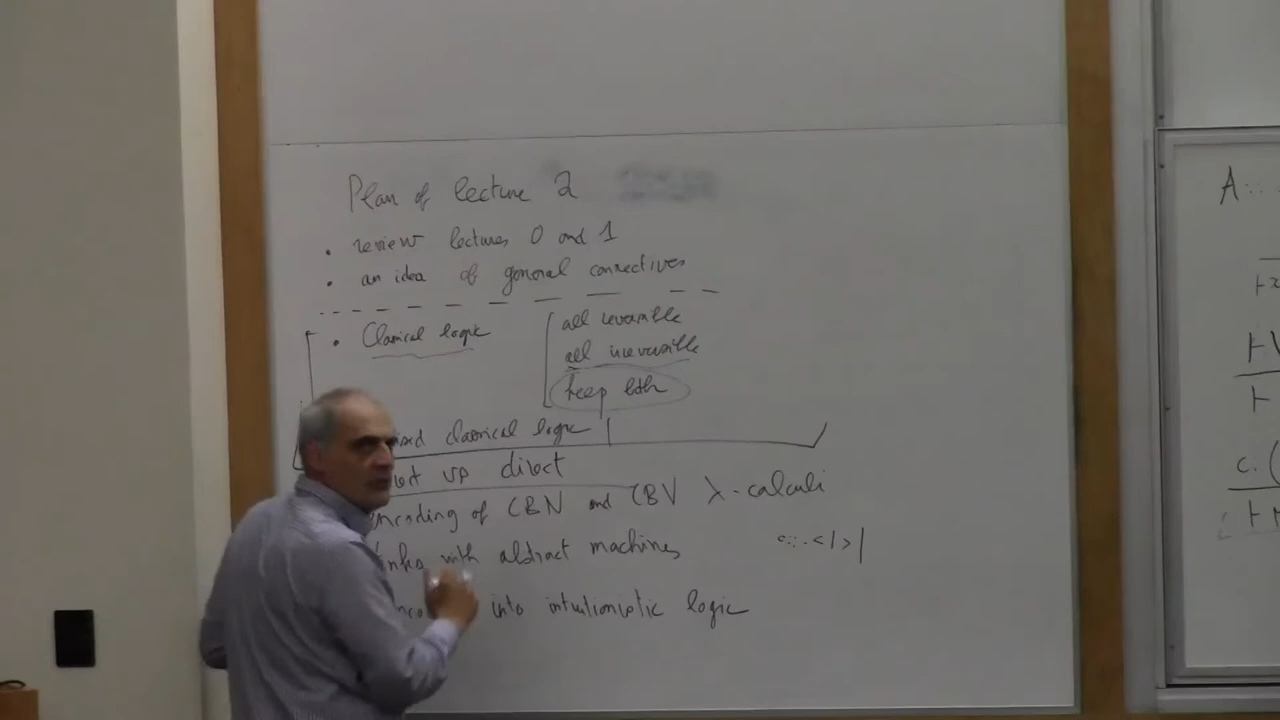 Plan of lecture 2
• review lectures 0 and 1
• an idea of general connectives
• Classical logic
all reversible
all irreversible
keep both
classical logic
up direct
encoding of CBN and CBV λ-calculi
with abstract machines
<|>
into intuitionistic logic
A